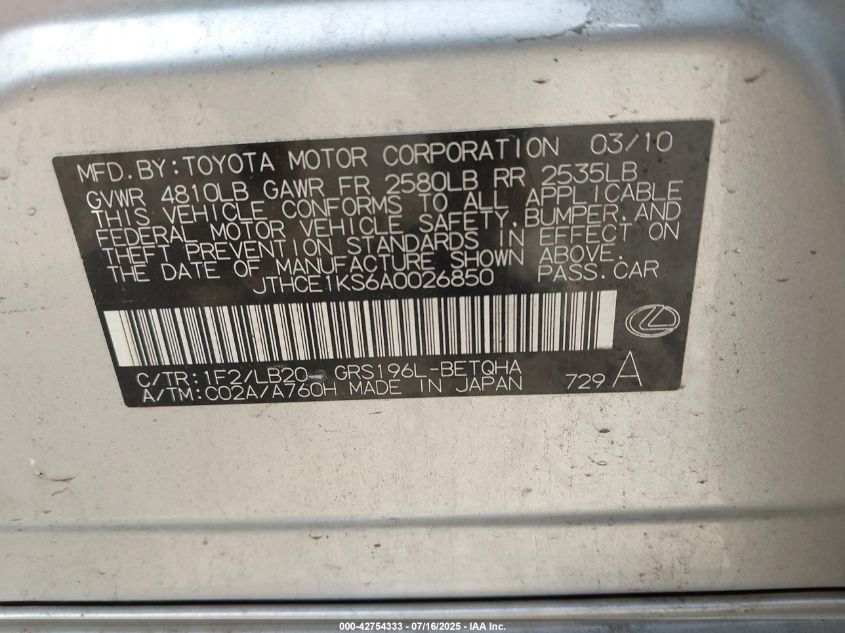 MFD.BY:TOYOTA MOTOR CORPORATION 03/10
GVWR 4810LB GAWR FR 2580LB RR 2535LB
THIS VEHICLE CONFORMS TO ALL APPLICABLE
FEDERAL MOTOR VEHICLE SAFETY, BUMPER, AND
THEFT PREVENTION STANDARDS IN EFFECT ON
THE DATE OF MANUFACTURE SHOWN ABOVE.
JTHCE1KS6A0026850 PASS.CAR
C/TR:1F2/LB20- GRS196L-BETQHA
A/TM:C02A/A760H MADE IN JAPAN 729 A
000-42754333 - 07/16/2025 - IAA Inc.